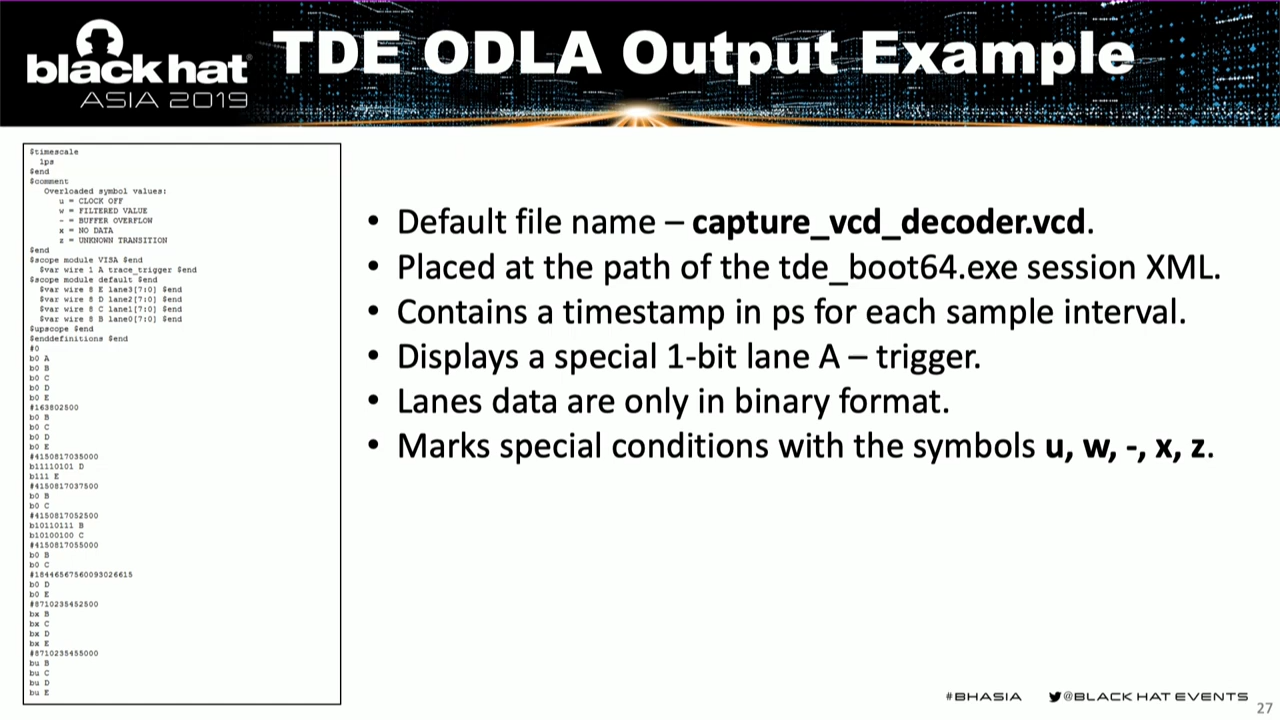 black hat®
ASIA 2019
TDE ODLA Output Example
$timescale
1ps
$end
$comment
Overloaded symbol values:
u = CLOCK OFF
w = FILTERED VALUE
- = BUFFER OVERFLOW
x = NO DATA
z = UNKNOWN TRANSITION
$end
$scope module VISA $end
$var wire 1 A trace_trigger $end
$scope module default $end
$var wire 8 E lane3[7:0] $end
$var wire 8 D lane2[7:0] $end
$var wire 8 C lane1[7:0] $end
$var wire 8 B lane0[7:0] $end
$upscope $end
$enddefinitions $end
#0
b0 A
b0 B
b0 C
b0 D
b0 E
#163802500
b0 B
b0 C
b0 D
b0 E
#4150817035000
b11110101 D
b111 E
#4150817037500
b0 B
b0 C
#4150817052500
b10110111 B
b10100100 C
#4150817055000
b0 B
b0 C
#18446567560093026615
b0 D
b0 E
#8710235452500
bx B
bx C
bx D
bx E
#8710235455000
bu B
bu C
bu D
bu E
• Default file name – capture_vcd_decoder.vcd.
• Placed at the path of the tde_boot64.exe session XML.
• Contains a timestamp in ps for each sample interval.
• Displays a special 1-bit lane A – trigger.
• Lanes data are only in binary format.
• Marks special conditions with the symbols u, w, -, x, z.
#BHASIA @BLACK HAT EVENTS
27